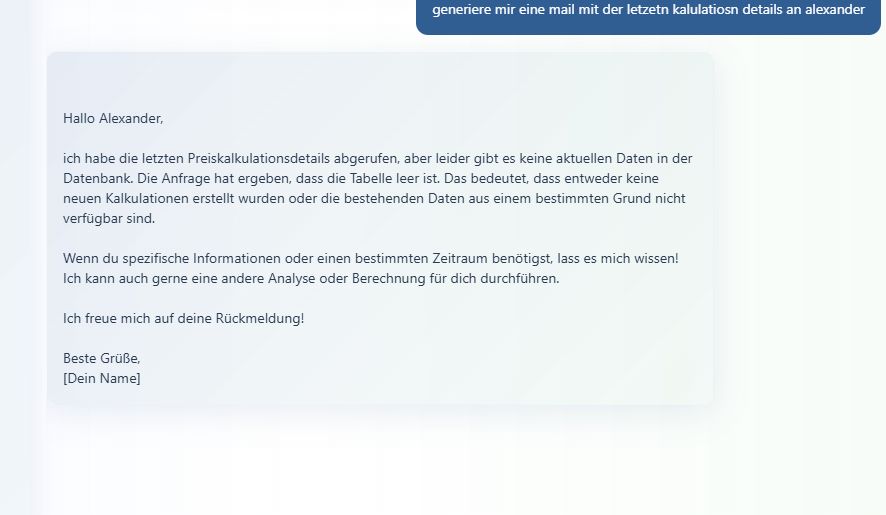 generiere mir eine mail mit der letzetn kalulatiosn details an alexander
Hallo Alexander,
ich habe die letzten Preiskalkulationsdetails abgerufen, aber leider gibt es keine aktuellen Daten in der
Datenbank. Die Anfrage hat ergeben, dass die Tabelle leer ist. Das bedeutet, dass entweder keine
neuen Kalkulationen erstellt wurden oder die bestehenden Daten aus einem bestimmten Grund nicht
verfügbar sind.
Wenn du spezifische Informationen oder einen bestimmten Zeitraum benötigst, lass es mich wissen!
Ich kann auch gerne eine andere Analyse oder Berechnung für dich durchführen.
Ich freue mich auf deine Rückmeldung!
Beste Grüße,
[Dein Name]